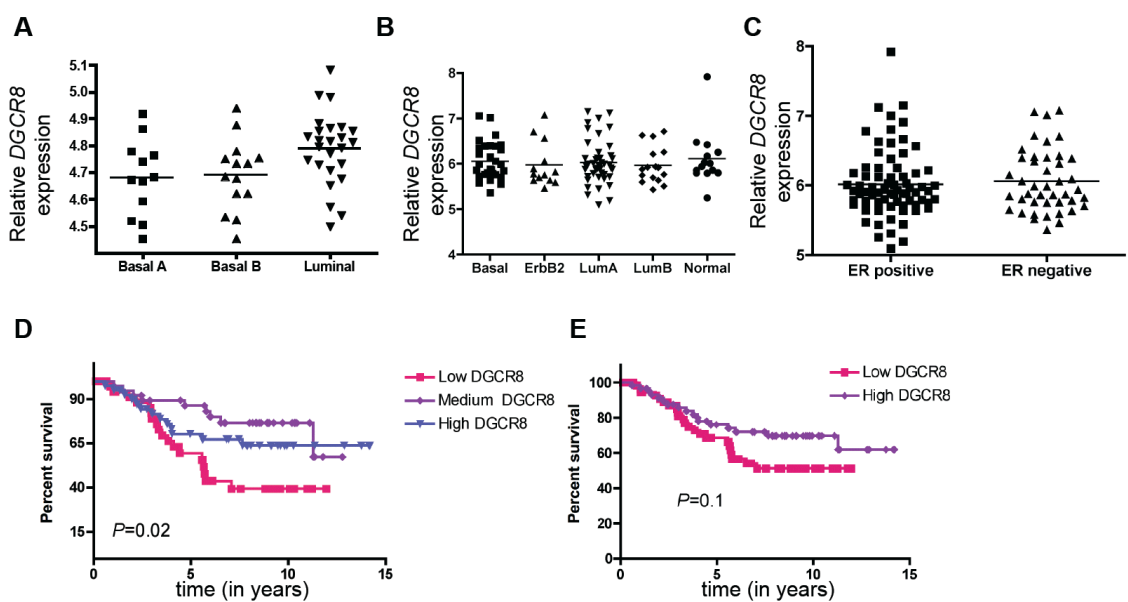 A
Relative DGCR8
expression
5.1
5.0
4.9
4.8
4.7
4.6
4.5
Basal A
Basal B
Luminal
B
Relative DGCR8
expression
8
7
6
5
4
Basal
ErbB2
LumA
LumB
Normal
C
Relative DGCR8
expression
8
7
6
5
ER positive
ER negative
D
Percent survival
90
65
40
15
0
5
10
15
time (in years)
P=0.02
Low DGCR8
Medium DGCR8
High DGCR8
E
Percent survival
100
80
60
40
20
0
0
5
10
15
time (in years)
P=0.1
Low DGCR8
High DGCR8